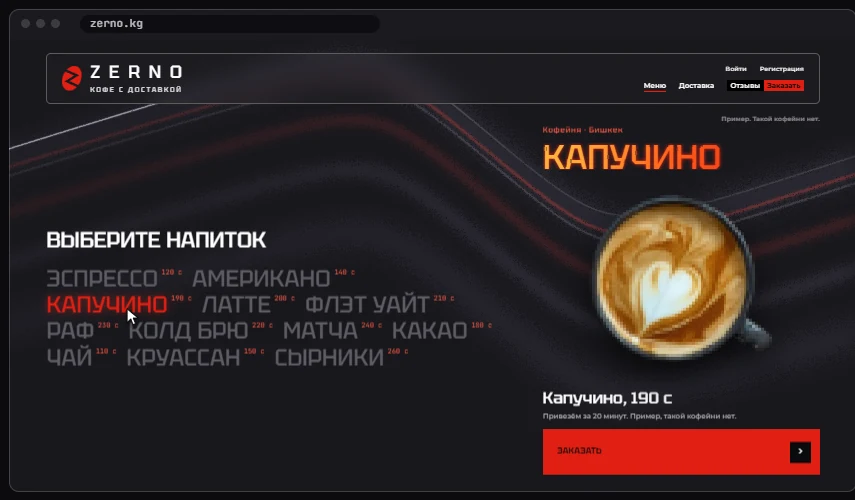 zerno.kg
ZERNO
КОФЕ С ДОСТАВКОЙ
Войти Регистрация
Меню Доставка Отзывы Заказать
Пример. Такой кофейни нет.
Кофейня · Бишкек
КАПУЧИНО
ВЫБЕРИТЕ НАПИТОК
ЭСПРЕССО 120 с АМЕРИКАНО 140 с
КАПУЧИНО 190 с ЛАТТЕ 200 с ФЛЭТ УАЙТ 210 с
РАФ 230 с КОЛД БРЮ 220 с МАТЧА 240 с КАКАО 180 с
ЧАЙ 110 с КРУАССАН 150 с СЫРНИКИ 260 с
Капучино, 190 с
Привезём за 20 минут. Пример, такой кофейни нет.
ЗАКАЗАТЬ